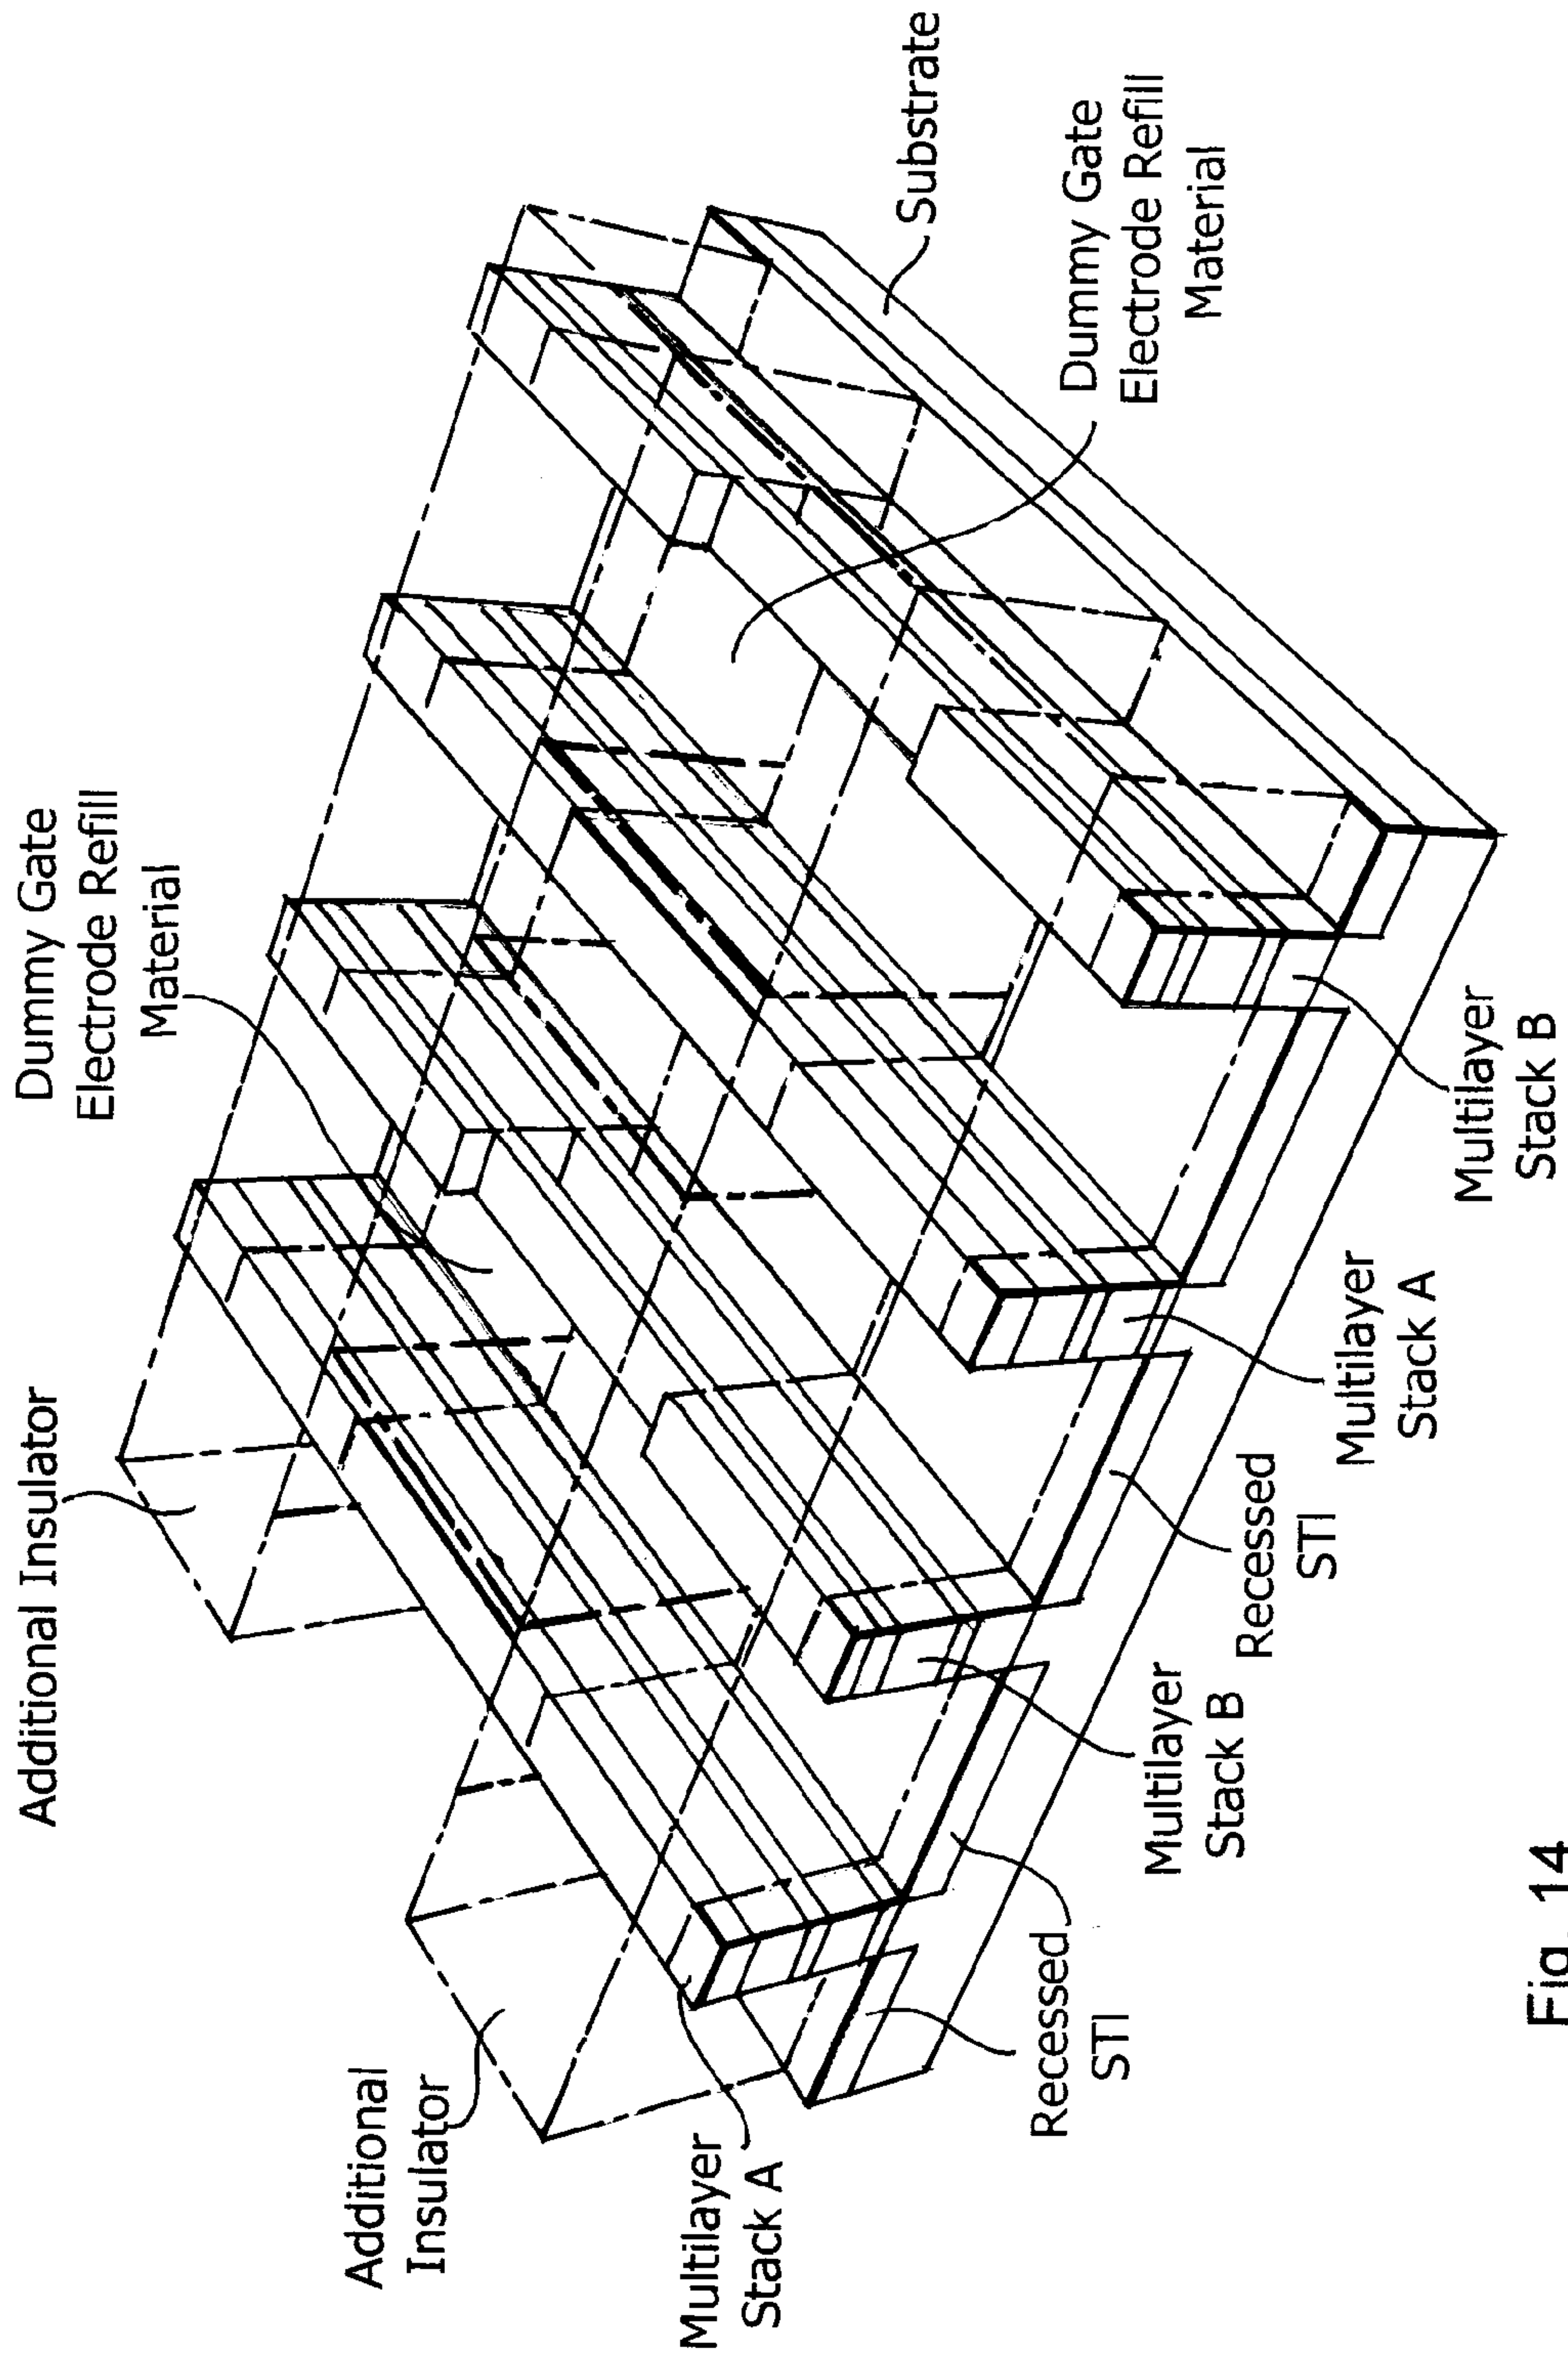 Additional Insulator
Dummy Gate
Electrode Refill
Material
Additional
Insulator
Substrate
Dummy Gate
Electrode Refill
Material
Multilayer
Stack A
Recessed
STI
Multilayer
Stack B
Recessed
STI
Multilayer
Stack A
Multilayer
Stack B
Fig. 14